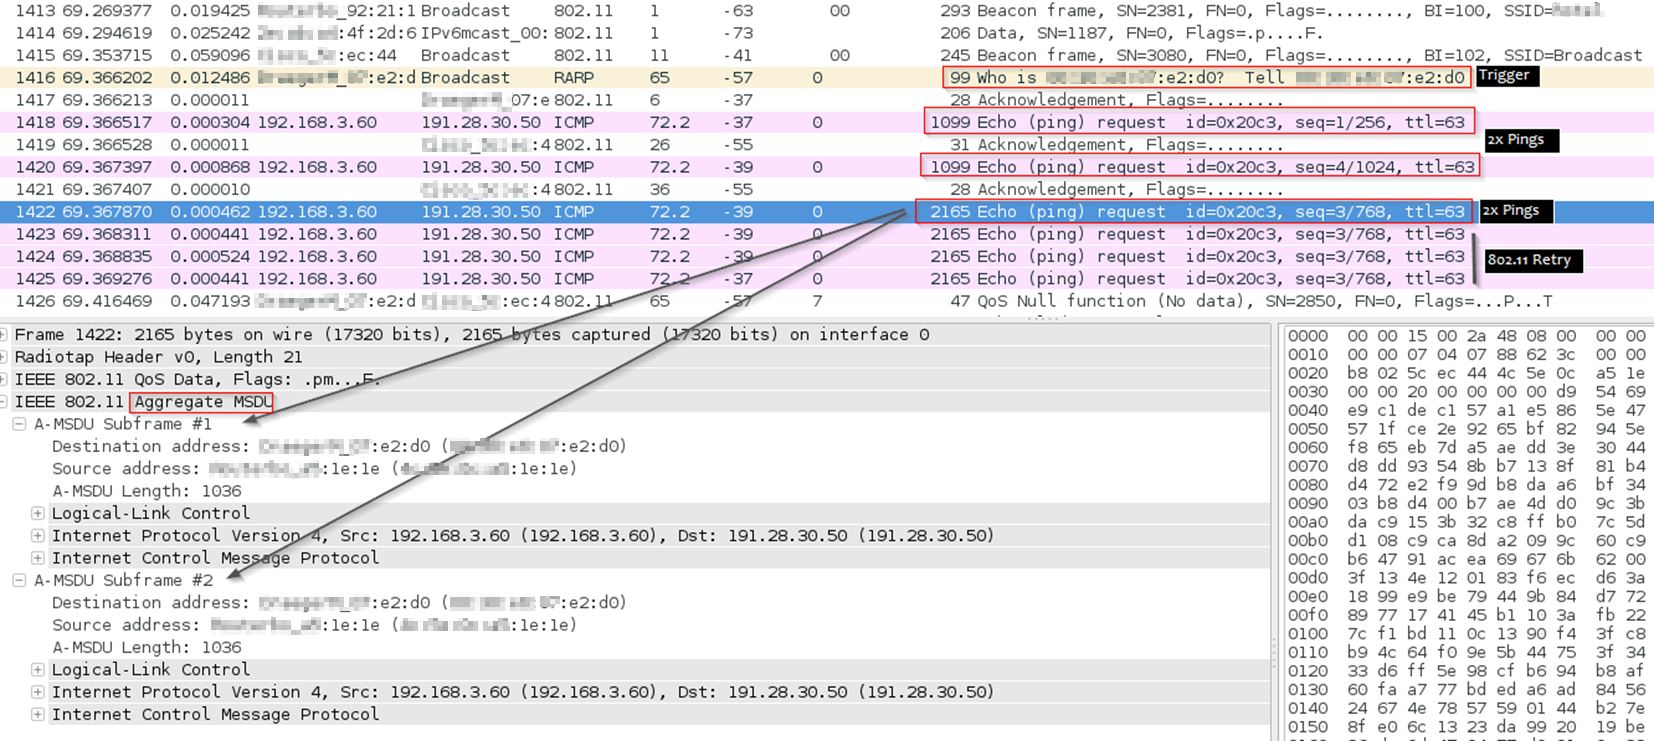 1413 69.269377 0.019425 _92:21:1 Broadcast 802.11 1 -63 00 293 Beacon frame, SN=2381, FN=0, Flags=........, BI=100, SSID=
1414 69.294619 0.025242 :4f:2d:6 IPv6mcast_00: 802.11 1 -73 206 Data, SN=1187, FN=0, Flags=.p....F.
1415 69.353715 0.059096 :ec:44 Broadcast 802.11 11 -41 00 245 Beacon frame, SN=3080, FN=0, Flags=........, BI=102, SSID=Broadcast
1416 69.366202 0.012486 :e2:d Broadcast RARP 65 -57 0 99 Who is :e2:d0? Tell :e2:d0 Trigger
1417 69.366213 0.000011 _07:e 802.11 6 -37 28 Acknowledgement, Flags=........
1418 69.366517 0.000304 192.168.3.60 191.28.30.50 ICMP 72.2 -37 0 1099 Echo (ping) request id=0x20c3, seq=1/256, ttl=63
1419 69.366528 0.000011 :4 802.11 26 -55 31 Acknowledgement, Flags=........ 2x Pings
1420 69.367397 0.000868 192.168.3.60 191.28.30.50 ICMP 72.2 -39 0 1099 Echo (ping) request id=0x20c3, seq=4/1024, ttl=63
1421 69.367407 0.000010 :4 802.11 36 -55 28 Acknowledgement, Flags=........
1422 69.367870 0.000462 192.168.3.60 191.28.30.50 ICMP 72.2 -39 0 2165 Echo (ping) request id=0x20c3, seq=3/768, ttl=63 2x Pings
1423 69.368311 0.000441 192.168.3.60 191.28.30.50 ICMP 72.2 -39 0 2165 Echo (ping) request id=0x20c3, seq=3/768, ttl=63
1424 69.368835 0.000524 192.168.3.60 191.28.30.50 ICMP 72.2 -39 0 2165 Echo (ping) request id=0x20c3, seq=3/768, ttl=63 802.11 Retry
1425 69.369276 0.000441 192.168.3.60 191.28.30.50 ICMP 72.2 -37 0 2165 Echo (ping) request id=0x20c3, seq=3/768, ttl=63
1426 69.416469 0.047193 :e2:d :ec:4 802.11 65 -57 7 47 QoS Null function (No data), SN=2850, FN=0, Flags=...P...T
Frame 1422: 2165 bytes on wire (17320 bits), 2165 bytes captured (17320 bits) on interface 0
Radiotap Header v0, Length 21
IEEE 802.11 QoS Data, Flags: .pm...F.
IEEE 802.11 Aggregate MSDU
A-MSDU Subframe #1
Destination address: :e2:d0 ( :e2:d0)
Source address: :1e:1e ( :1e:1e)
A-MSDU Length: 1036
Logical-Link Control
Internet Protocol Version 4, Src: 192.168.3.60 (192.168.3.60), Dst: 191.28.30.50 (191.28.30.50)
Internet Control Message Protocol
A-MSDU Subframe #2
Destination address: :e2:d0 ( :e2:d0)
Source address: :1e:1e ( :1e:1e)
A-MSDU Length: 1036
Logical-Link Control
Internet Protocol Version 4, Src: 192.168.3.60 (192.168.3.60), Dst: 191.28.30.50 (191.28.30.50)
Internet Control Message Protocol
0000 00 00 15 00 2a 48 08 00 00 00
0010 00 00 07 04 07 88 62 3c 00 00
0020 b8 02 5c ec 44 4c 5e 0c a5 1e
0030 00 00 20 00 00 00 00 d9 54 69
0040 e9 c1 de c1 57 a1 e5 86 5e 47
0050 57 1f ce 2e 92 65 bf 82 94 5e
0060 f8 65 eb 7d a5 ae dd 3e 30 44
0070 d8 dd 93 54 8b b7 13 8f 81 b4
0080 d4 72 e2 f9 9d b8 da a6 bf 34
0090 03 b8 d4 00 b7 ae 4d d0 9c 3b
00a0 da c9 15 3b 32 c8 ff b0 7c 5d
00b0 d1 08 c9 ca 8d a2 09 9c 60 c9
00c0 b6 47 91 ac ea 69 67 6b 62 00
00d0 3f 13 4e 12 01 83 f6 ec d6 3a
00e0 18 99 e9 be 79 44 9b 84 d7 72
00f0 89 77 17 41 45 b1 10 3a fb 22
0100 7c f1 bd 11 0c 13 90 f4 3f c8
0110 b9 4c 64 f0 9e 5b 44 75 3f 34
0120 33 d6 ff 5e 98 cf b6 94 b8 af
0130 60 fa a7 77 bd ed a6 ad 84 56
0140 24 67 4e 78 57 59 01 44 b2 7e
0150 8f e0 6c 13 23 da 99 20 19 be